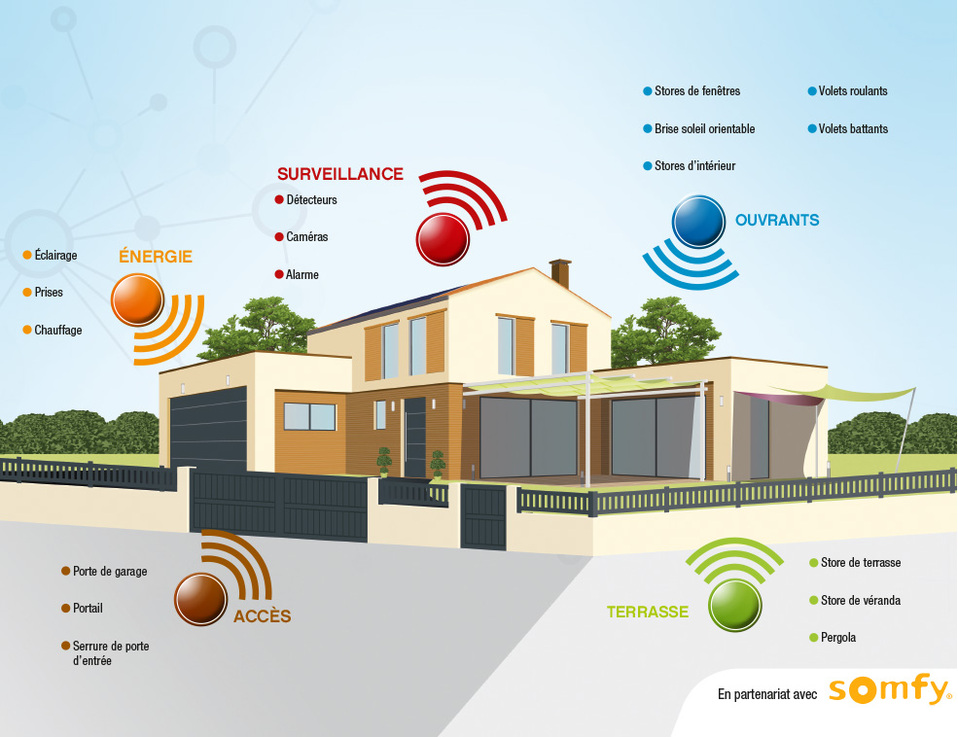 Stores de fenêtres
Volets roulants
Brise soleil orientable
Volets battants
Stores d'intérieur
OUVRANTS
SURVEILLANCE
Détecteurs
Caméras
Alarme
ÉNERGIE
Éclairage
Prises
Chauffage
Porte de garage
Portail
Serrure de porte
d'entrée
ACCÈS
TERRASSE
Store de terrasse
Store de véranda
Pergola
En partenariat avec somfy®